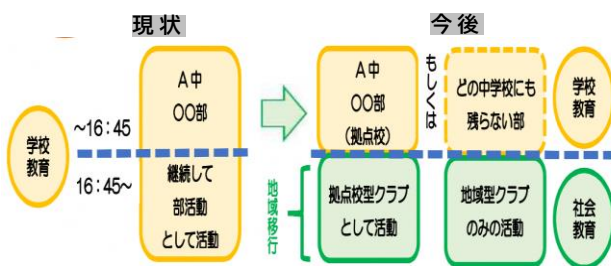 現状
今後
学校
教育
~16:45
16:45~
A中
〇〇部
継続して
部活動
として活動
A中
〇〇部
(拠点校)
もしくは
どの中学校にも
残らない部
学校
教育
地域移行
拠点校型クラブ
として活動
地域型クラブ
のみの活動
社会
教育